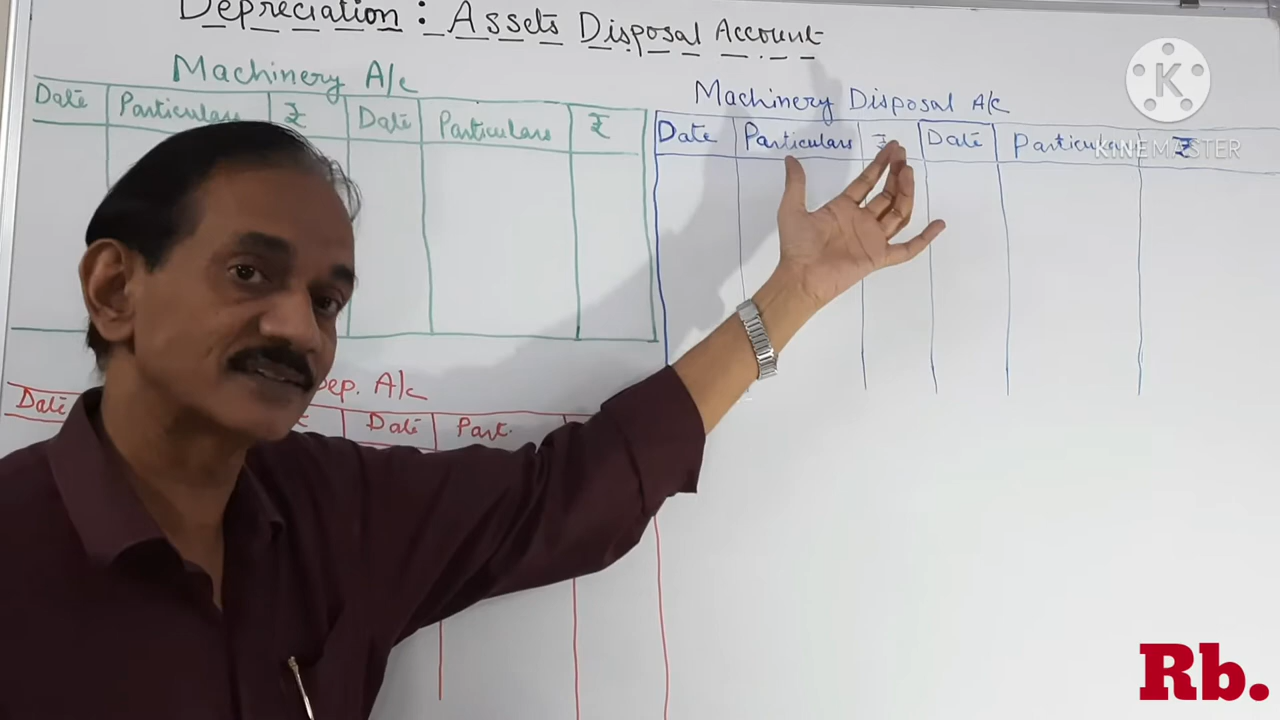 Depreciation : Assets Disposal Account
Machinery A/c
Date Particulars ₹ Date Particulars ₹
Machinery Disposal A/c
Date Particulars ₹ Date Particulars ₹
K
KINEMASTER
Dep. A/c
Date Date Part.
Rb.